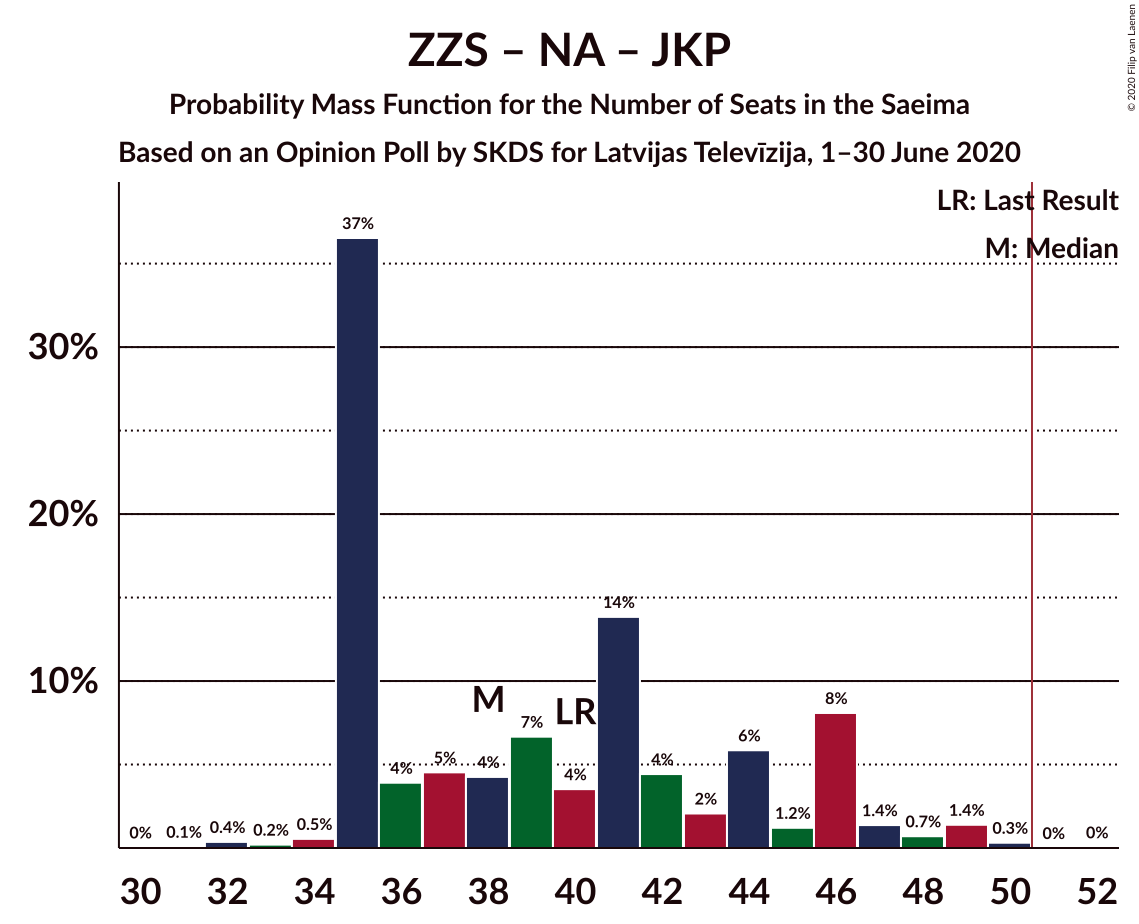 ZZS – NA – JKP
Probability Mass Function for the Number of Seats in the Saeima
Based on an Opinion Poll by SKDS for Latvijas Televīzija, 1–30 June 2020
© 2020 Filip van Laenen
LR: Last Result
M: Median
37%
30%
20%
14%
10%
M
LR
8%
7%
6%
4%
5%
4%
4%
4%
2%
0%
0.1%
0.4%
0.2%
0.5%
1.2%
1.4%
0.7%
1.4%
0.3%
0%
0%
30 32 34 36 38 40 42 44 46 48 50 52